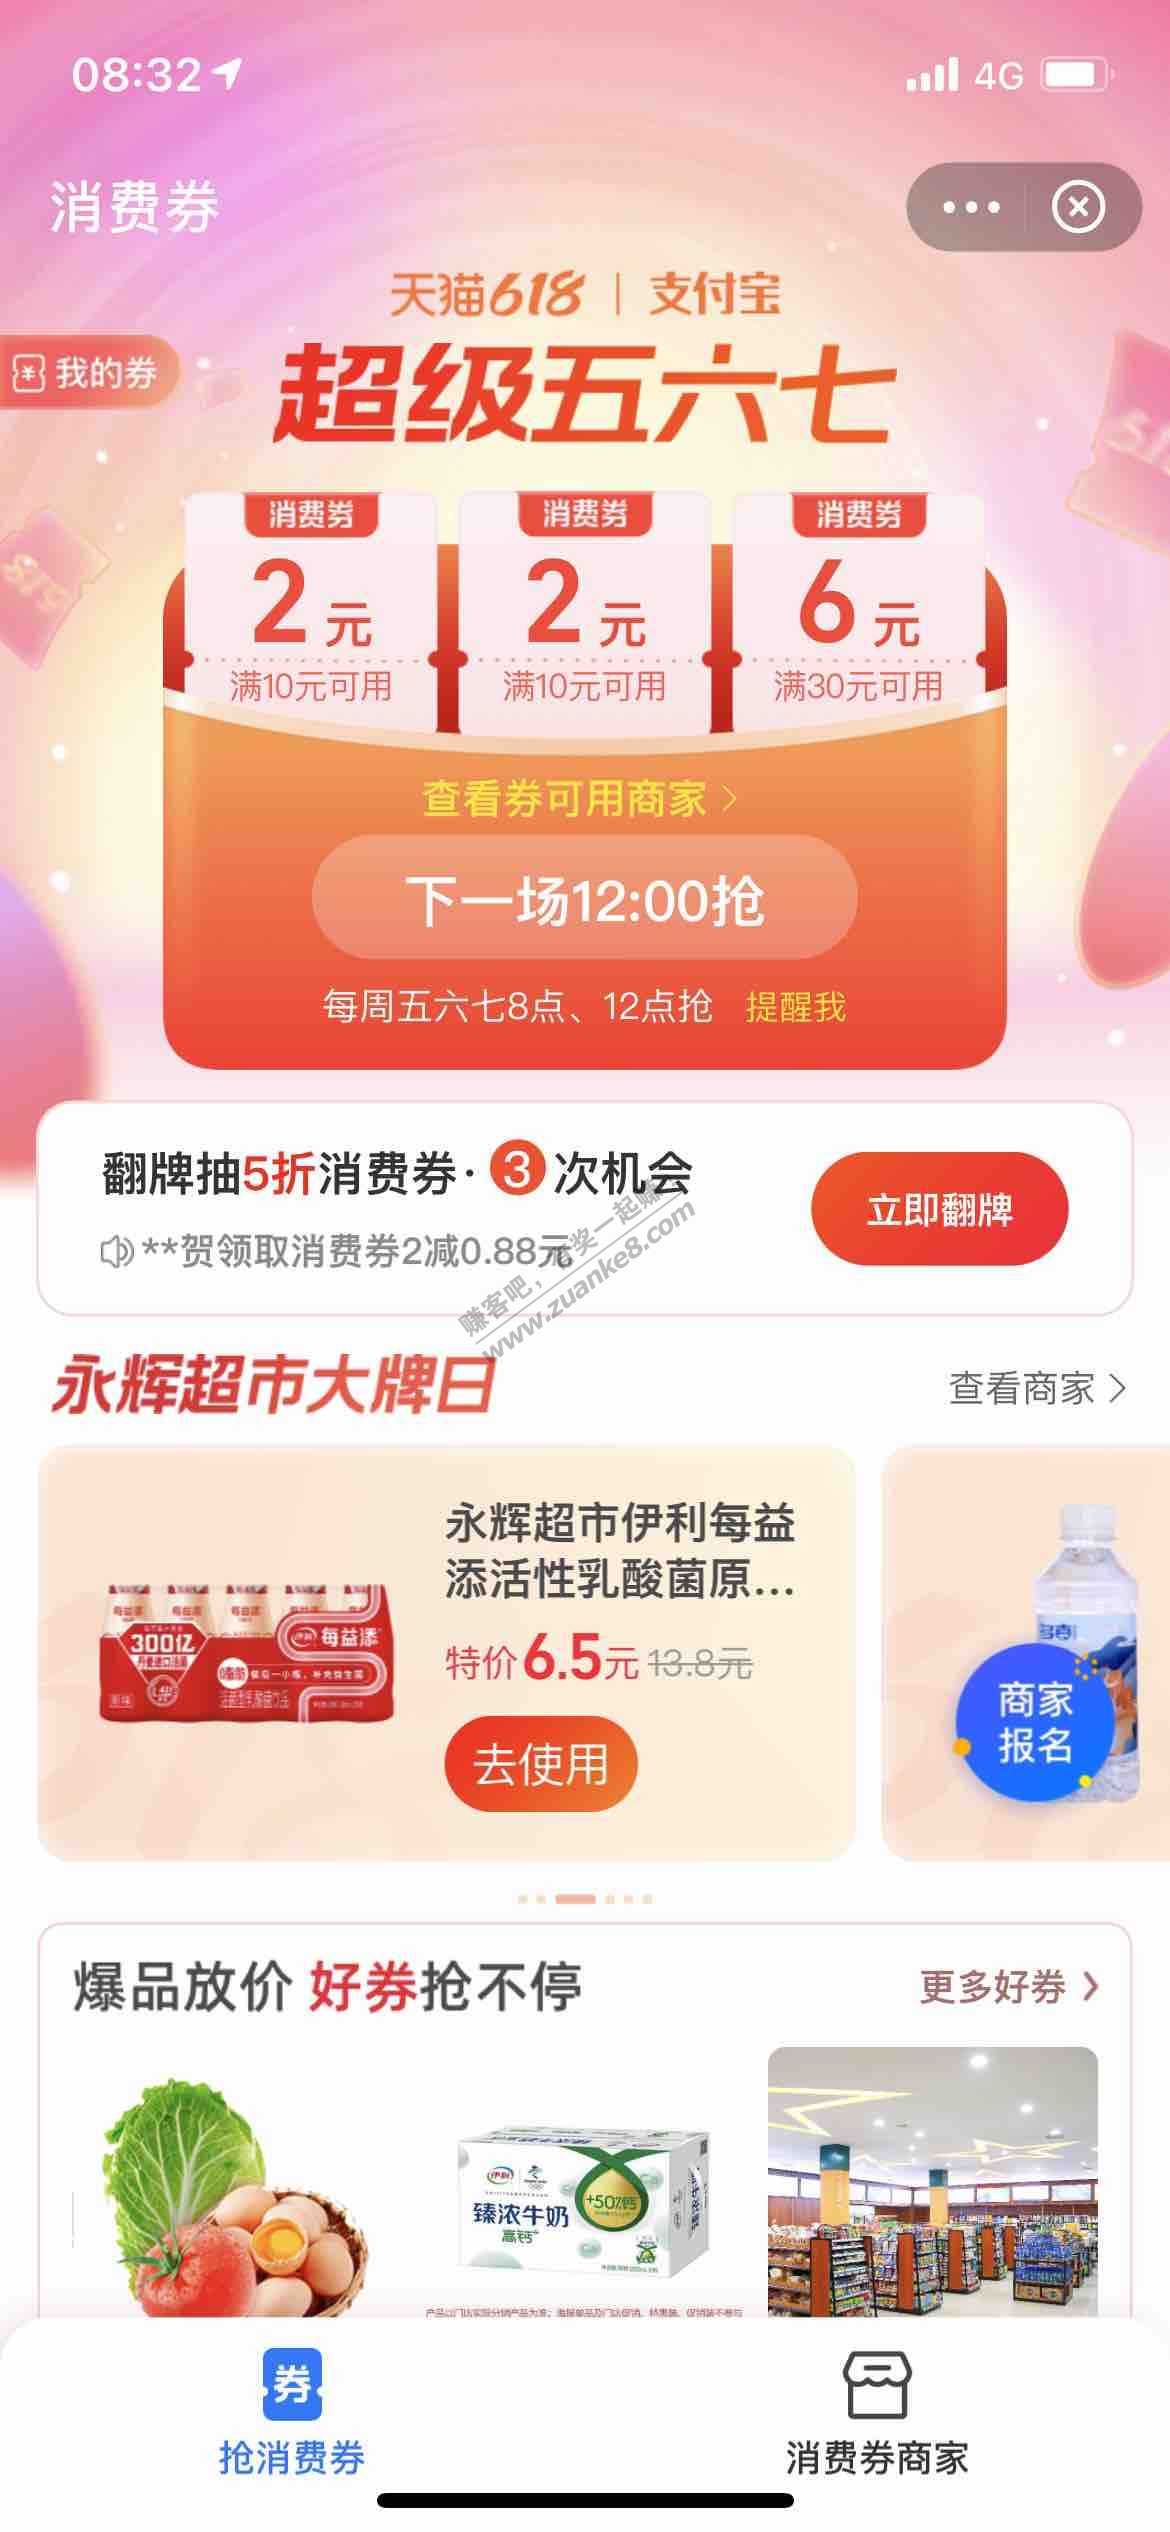 08:32
4G
消费券
天猫618 | 支付宝
我的券
超级五六七
消费券 消费券 消费券
2元 2元 6元
满10元可用 满10元可用 满30元可用
查看券可用商家 >
下一场12:00抢
每周五六七8点、12点抢 提醒我
翻牌抽5折消费券· 3 次机会
**贺领取消费券2减0.88元
立即翻牌
赚客吧,有奖一起赚
www.zuanke8.com
永辉超市大牌日
查看商家 >
永辉超市伊利每益
添活性乳酸菌原...
特价6.5元 13.8元
去使用
300亿
伊利 每益添
商家
报名
爆品放价 好券抢不停
更多好券 >
伊利
臻浓牛奶
高钙
+50%钙
券
抢消费券
消费券商家